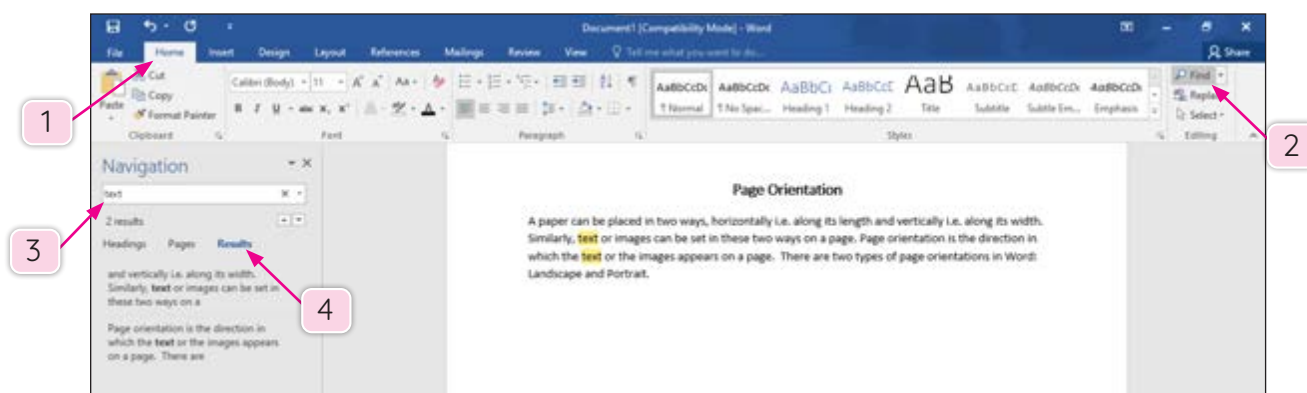 Document1 [Compatibility Mode] - Word
File Home Insert Design Layout References Mailings Review View Tell me what you want to do... Share
Paste
Cut
Copy
Format Painter
Calibri (Body) 11
Aa
B I U abc x, x²
AaBbCcDc AaBbCcDc AaBbCc AaBbCcC AaB AaBbCcC AaBbCcDc AaBbCcDc
¶ Normal ¶ No Spac... Heading 1 Heading 2 Title Subtitle Subtle Em... Emphasis
Find
Replace
Select
Clipboard Font Paragraph Styles Editing
1
2
3
4
Navigation
text
2 results
Headings Pages Results
and vertically i.e. along its width.
Similarly, text or images can be set in
these two ways on a
Page orientation is the direction in
which the text or the images appears
on a page. There are
Page Orientation
A paper can be placed in two ways, horizontally i.e. along its length and vertically i.e. along its width.
Similarly, text or images can be set in these two ways on a page. Page orientation is the direction in
which the text or the images appears on a page. There are two types of page orientations in Word:
Landscape and Portrait.